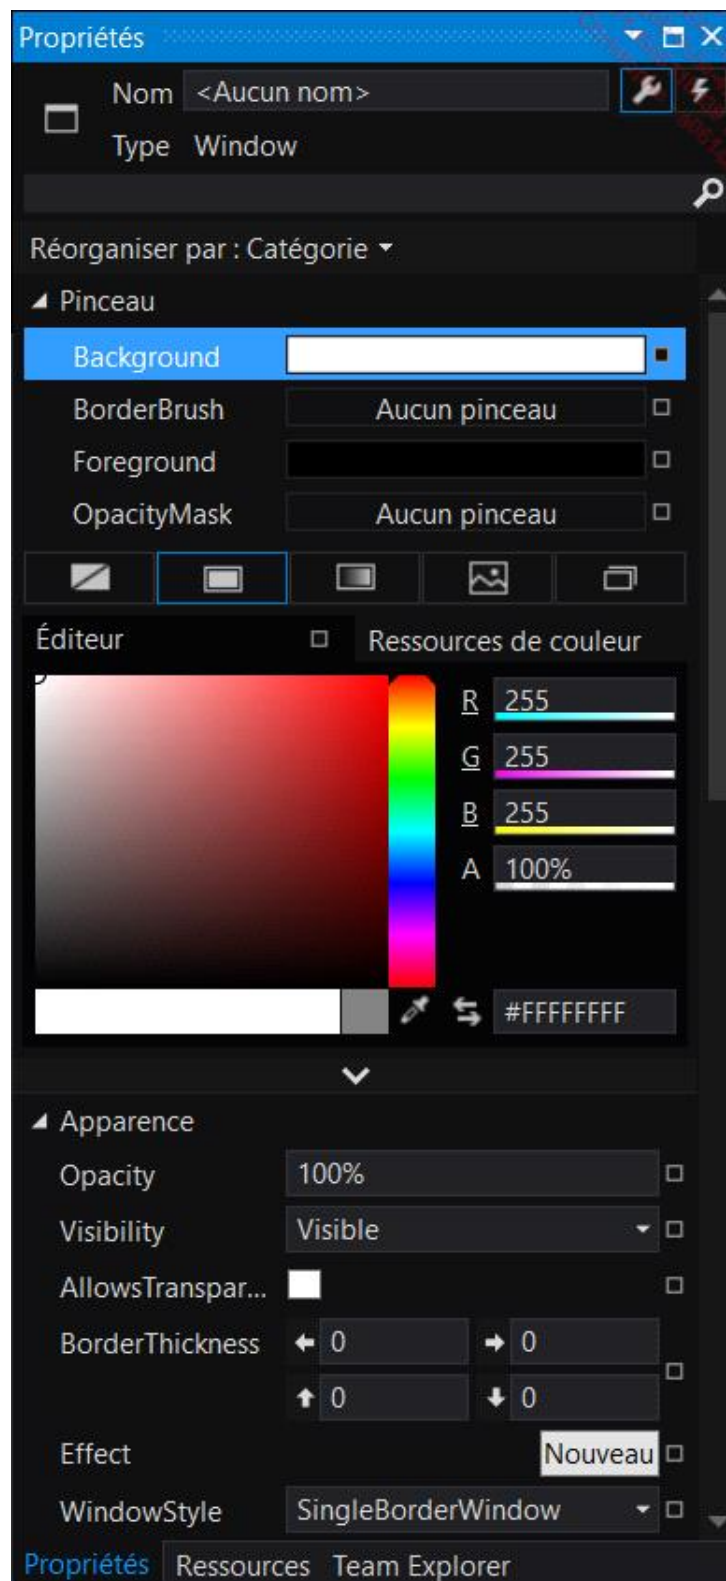 Propriétés
Nom <Aucun nom>
Type Window
Réorganiser par : Catégorie
Pinceau
Background
BorderBrush Aucun pinceau
Foreground
OpacityMask Aucun pinceau
Éditeur Ressources de couleur
R 255
G 255
B 255
A 100%
#FFFFFFFF
Apparence
Opacity 100%
Visibility Visible
AllowsTranspar...
BorderThickness 0 0
0 0
Effect Nouveau
WindowStyle SingleBorderWindow
Propriétés Ressources Team Explorer